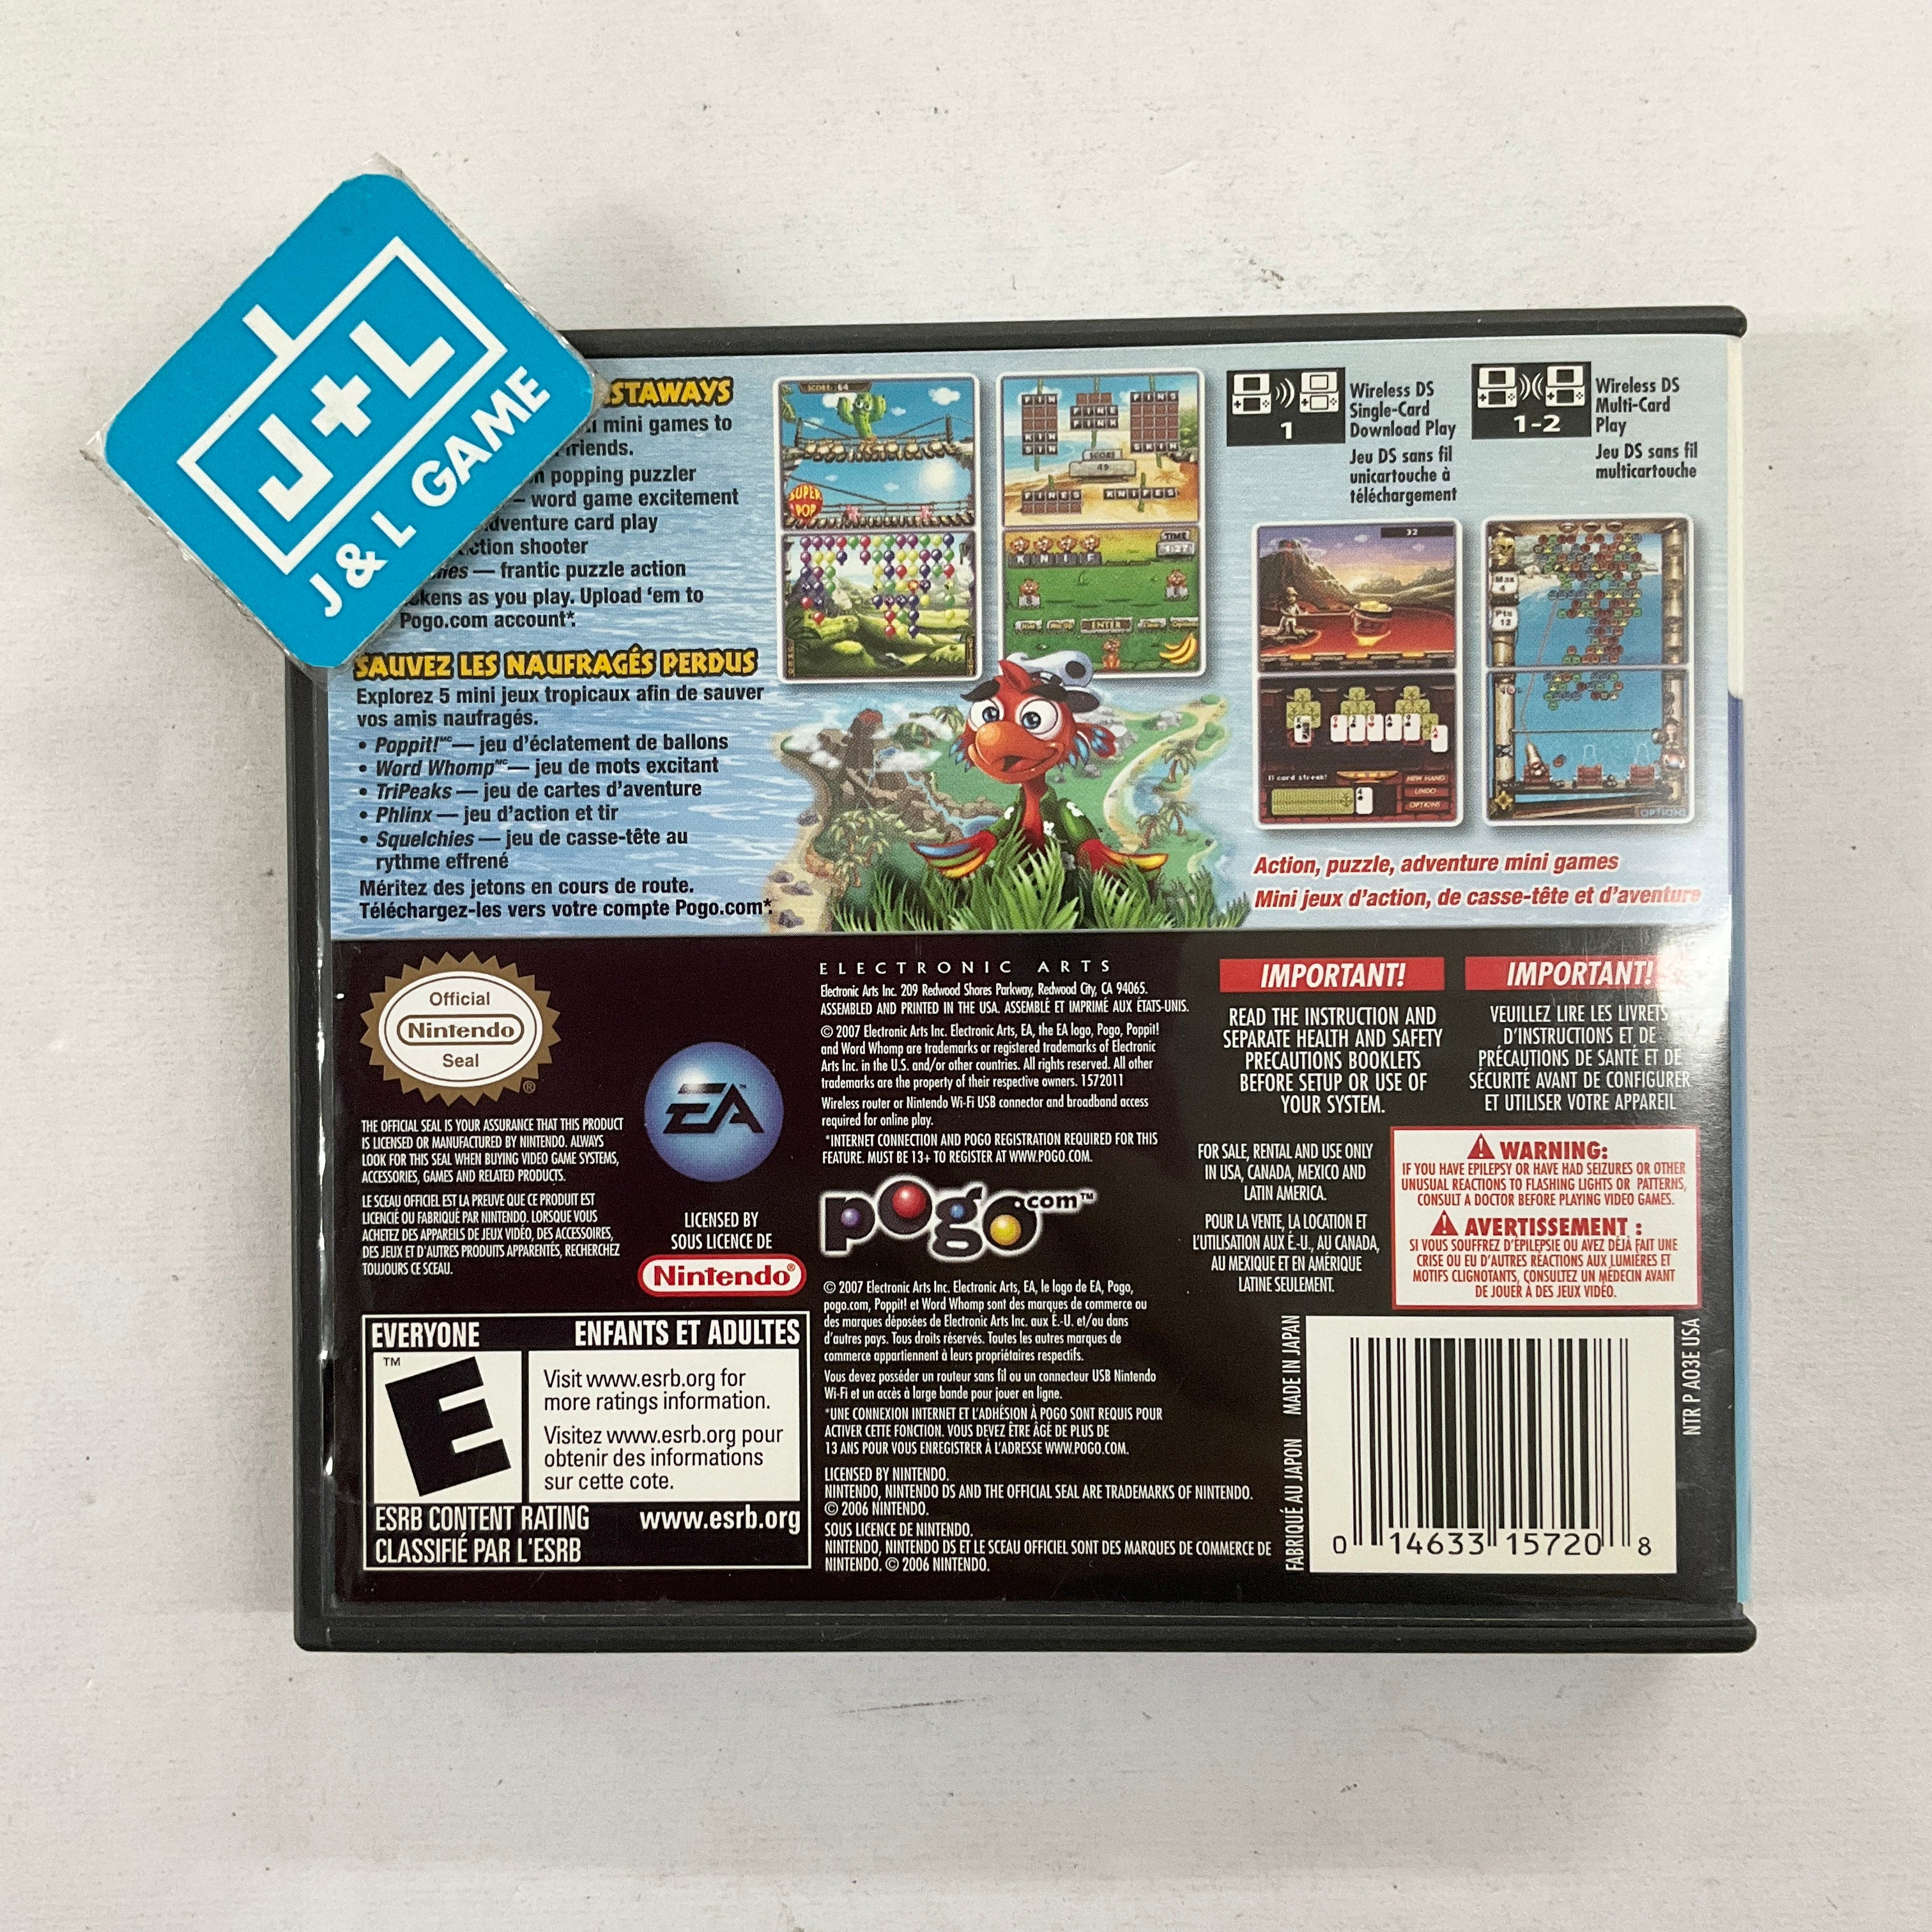 J+L
J & L GAME
STAWAYS
mini games to
friends.
popping puzzler
— word game excitement
adventure card play
action shooter
— frantic puzzle action
as you play. Upload 'em to
Pogo.com account*.
SAUVEZ LES NAUFRAGÉS PERDUS
Explorez 5 mini jeux tropicaux afin de sauver
vos amis naufragés.
• Poppit!MC — jeu d'éclatement de ballons
• Word WhompMC — jeu de mots excitant
• TriPeaks — jeu de cartes d'aventure
• Phlinx — jeu d'action et tir
• Squelchies — jeu de casse-tête au
rythme effrené
Méritez des jetons en cours de route.
Téléchargez-les vers votre compte Pogo.com*.
SCORE: 64
SUPER
POP
SCORE
49
TIME
KNIF
ENTER
1
Wireless DS
Single-Card
Download Play
Jeu DS sans fil
unicartouche à
téléchargement
1-2
Wireless DS
Multi-Card
Play
Jeu DS sans fil
multicartouche
32
11 card streak!
NEW HAND
UNDO
OPTIONS
Max
4
Pts
12
OPTIONS
Action, puzzle, adventure mini games
Mini jeux d'action, de casse-tête et d'aventure
Official
Nintendo
Seal
®
THE OFFICIAL SEAL IS YOUR ASSURANCE THAT THIS PRODUCT
IS LICENSED OR MANUFACTURED BY NINTENDO. ALWAYS
LOOK FOR THIS SEAL WHEN BUYING VIDEO GAME SYSTEMS,
ACCESSORIES, GAMES AND RELATED PRODUCTS.
LE SCEAU OFFICIEL EST LA PREUVE QUE CE PRODUIT EST
LICENCIÉ OU FABRIQUÉ PAR NINTENDO. LORSQUE VOUS
ACHETEZ DES APPAREILS DE JEUX VIDÉO, DES ACCESSOIRES,
DES JEUX ET D'AUTRES PRODUITS APPARENTÉS, RECHERCHEZ
TOUJOURS CE SCEAU.
EA™
LICENSED BY
SOUS LICENCE DE
Nintendo®
EVERYONE ENFANTS ET ADULTES
™
E
Visit www.esrb.org for
more ratings information.
Visitez www.esrb.org pour
obtenir des informations
sur cette cote.
ESRB CONTENT RATING www.esrb.org
CLASSIFIÉ PAR L'ESRB
ELECTRONIC ARTS
Electronic Arts Inc. 209 Redwood Shores Parkway, Redwood City, CA 94065.
ASSEMBLED AND PRINTED IN THE USA. ASSEMBLÉ ET IMPRIMÉ AUX ÉTATS-UNIS.
© 2007 Electronic Arts Inc. Electronic Arts, EA, the EA logo, Pogo, Poppit!
and Word Whomp are trademarks or registered trademarks of Electronic
Arts Inc. in the U.S. and/or other countries. All rights reserved. All other
trademarks are the property of their respective owners. 1572011
Wireless router or Nintendo Wi-Fi USB connector and broadband access
required for online play.
*INTERNET CONNECTION AND POGO REGISTRATION REQUIRED FOR THIS
FEATURE. MUST BE 13+ TO REGISTER AT WWW.POGO.COM.
pogo.com™
© 2007 Electronic Arts Inc. Electronic Arts, EA, le logo de EA, Pogo,
pogo.com, Poppit! et Word Whomp sont des marques de commerce ou
des marques déposées de Electronic Arts Inc. aux É.-U. et/ou dans
d'autres pays. Tous droits réservés. Toutes les autres marques de
commerce appartiennent à leurs propriétaires respectifs.
Vous devez posséder un routeur sans fil ou un connecteur USB Nintendo
Wi-Fi et un accès à large bande pour jouer en ligne.
*UNE CONNEXION INTERNET ET L'ADHÉSION À POGO SONT REQUIS POUR
ACTIVER CETTE FONCTION. VOUS DEVEZ ÊTRE ÂGÉ DE PLUS DE
13 ANS POUR VOUS ENREGISTRER À L'ADRESSE WWW.POGO.COM.
LICENSED BY NINTENDO.
NINTENDO, NINTENDO DS AND THE OFFICIAL SEAL ARE TRADEMARKS OF NINTENDO.
© 2006 NINTENDO.
SOUS LICENCE DE NINTENDO.
NINTENDO, NINTENDO DS ET LE SCEAU OFFICIEL SONT DES MARQUES DE COMMERCE DE
NINTENDO. © 2006 NINTENDO.
IMPORTANT!
READ THE INSTRUCTION AND
SEPARATE HEALTH AND SAFETY
PRECAUTIONS BOOKLETS
BEFORE SETUP OR USE OF
YOUR SYSTEM.
IMPORTANT!
VEUILLEZ LIRE LES LIVRETS
D'INSTRUCTIONS ET DE
PRÉCAUTIONS DE SANTÉ ET DE
SÉCURITÉ AVANT DE CONFIGURER
ET UTILISER VOTRE APPAREIL
FOR SALE, RENTAL AND USE ONLY
IN USA, CANADA, MEXICO AND
LATIN AMERICA.
POUR LA VENTE, LA LOCATION ET
L'UTILISATION AUX É.-U., AU CANADA,
AU MEXIQUE ET EN AMÉRIQUE
LATINE SEULEMENT.
WARNING:
IF YOU HAVE EPILEPSY OR HAVE HAD SEIZURES OR OTHER
UNUSUAL REACTIONS TO FLASHING LIGHTS OR PATTERNS,
CONSULT A DOCTOR BEFORE PLAYING VIDEO GAMES.
AVERTISSEMENT :
SI VOUS SOUFFREZ D'ÉPILEPSIE OU AVEZ DÉJÀ FAIT UNE
CRISE OU EU D'AUTRES RÉACTIONS AUX LUMIÈRES ET
MOTIFS CLIGNOTANTS, CONSULTEZ UN MÉDECIN AVANT
DE JOUER À DES JEUX VIDÉO.
FABRIQUÉ AU JAPON MADE IN JAPAN
0 14633 15720 8
NTR P A03E USA